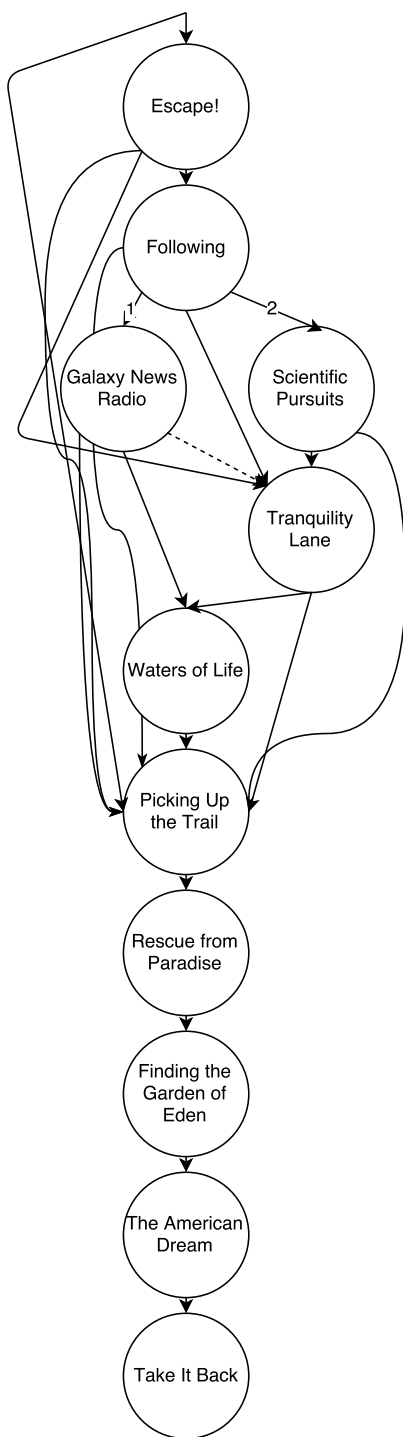 Escape!
Following
1
2
Galaxy News
Radio
Scientific
Pursuits
Tranquility
Lane
Waters of Life
Picking Up
the Trail
Rescue from
Paradise
Finding the
Garden of
Eden
The American
Dream
Take It Back